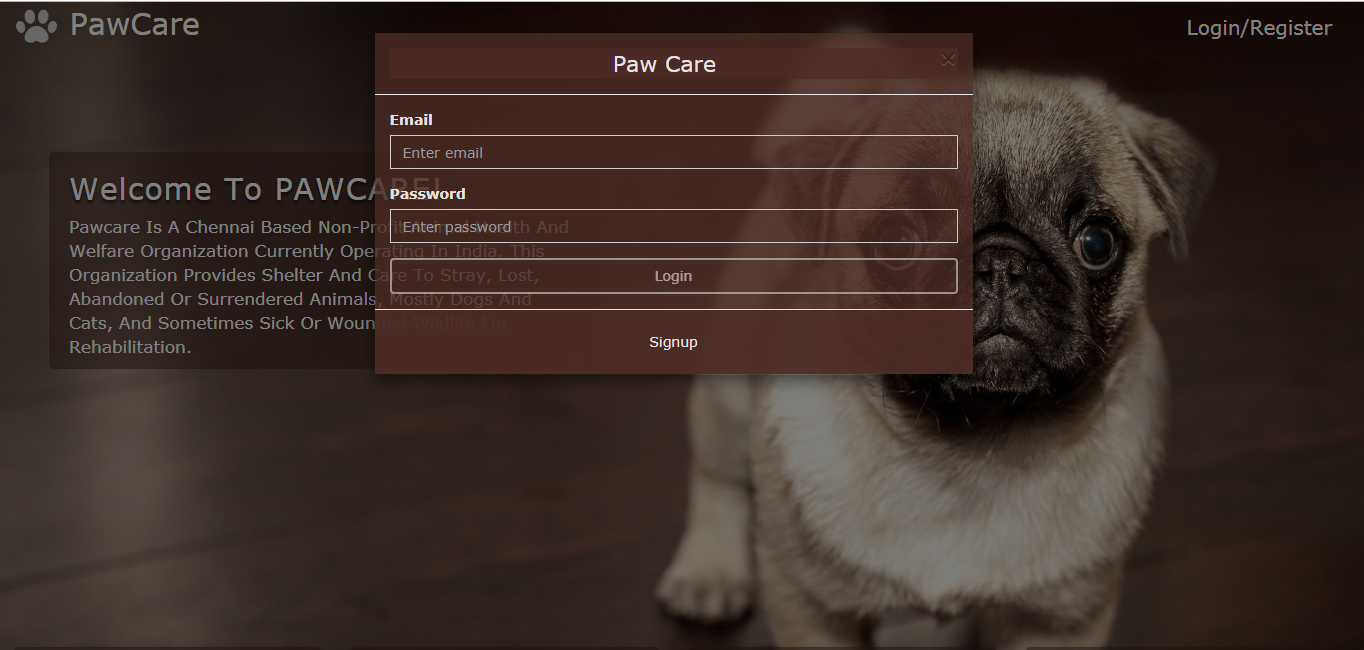 PawCare
Login/Register
Paw Care
×
Email
Enter email
Welcome To PAWCARE!
Password
Pawcare Is A Chennai Based Non-Profit Animal Health And
Enter password
Welfare Organization Currently Operating In India. This
Organization Provides Shelter And Care To Stray, Lost,
Login
Abandoned Or Surrendered Animals, Mostly Dogs And
Cats, And Sometimes Sick Or Wounded Wildlife For
Signup
Rehabilitation.